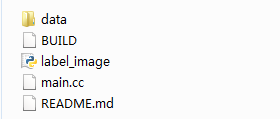 data
BUILD
label_image
main.cc
README.md